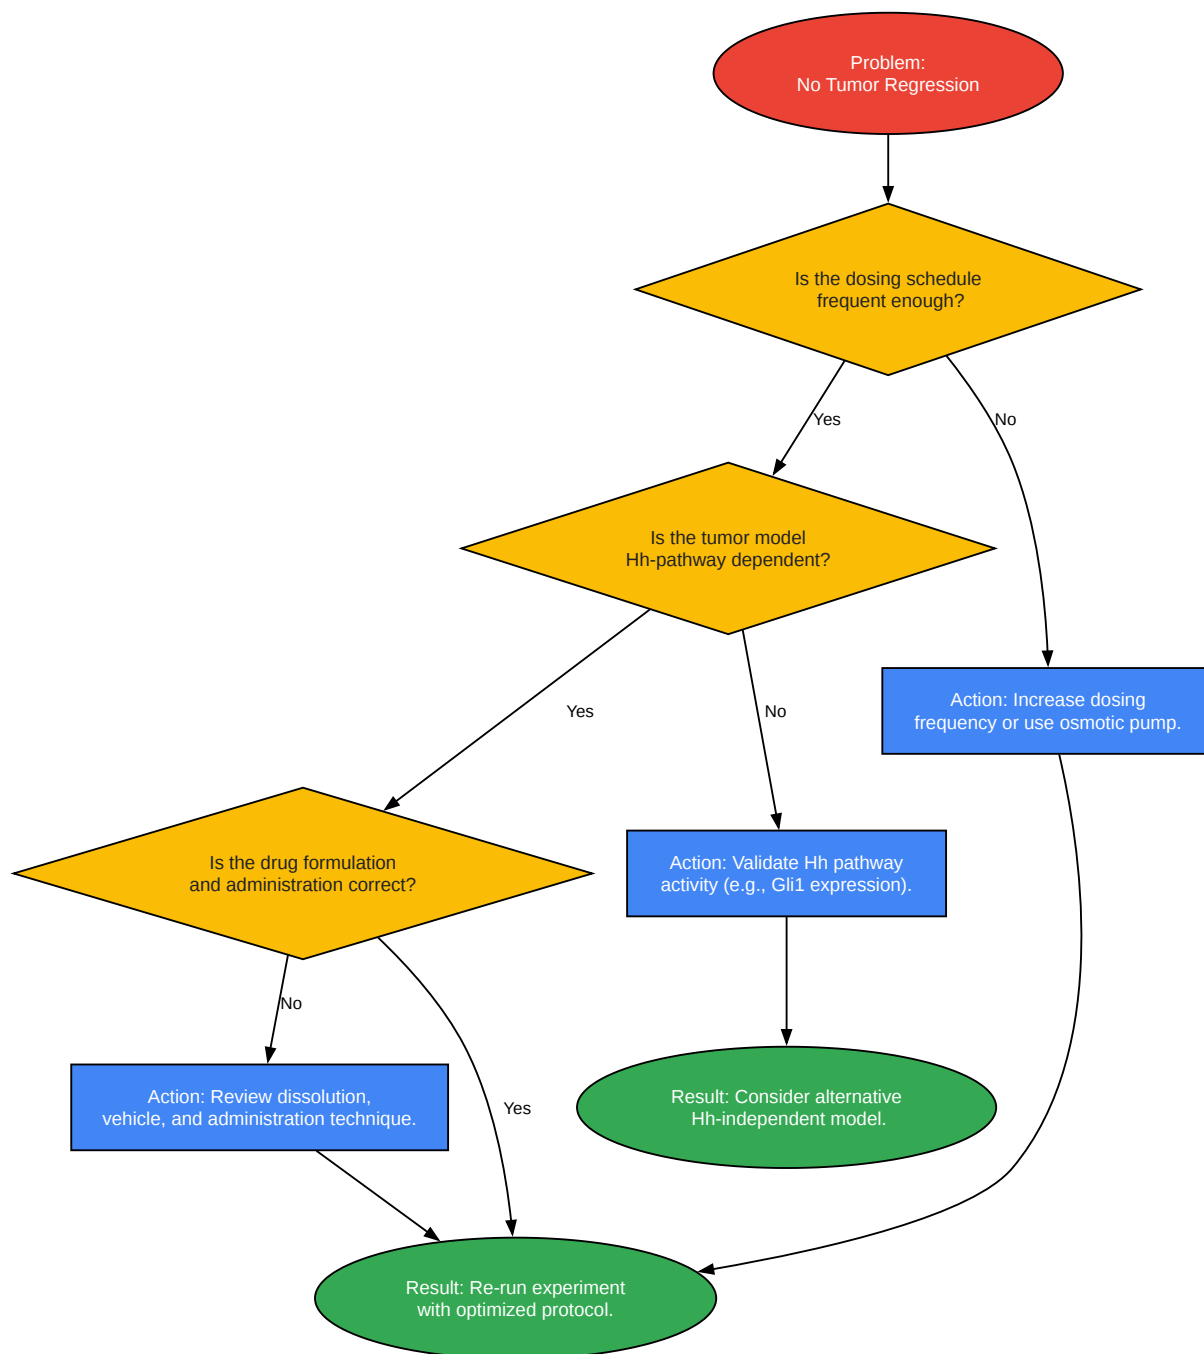 Problem:
No Tumor Regression
Is the dosing schedule
frequent enough?
Yes
No
Is the tumor model
Hh-pathway dependent?
Yes
No
Action: Increase dosing
frequency or use osmotic pump.
Is the drug formulation
and administration correct?
Action: Validate Hh pathway
activity (e.g., Gli1 expression).
No
Yes
Action: Review dissolution,
vehicle, and administration technique.
Result: Consider alternative
Hh-independent model.
Result: Re-run experiment
with optimized protocol.